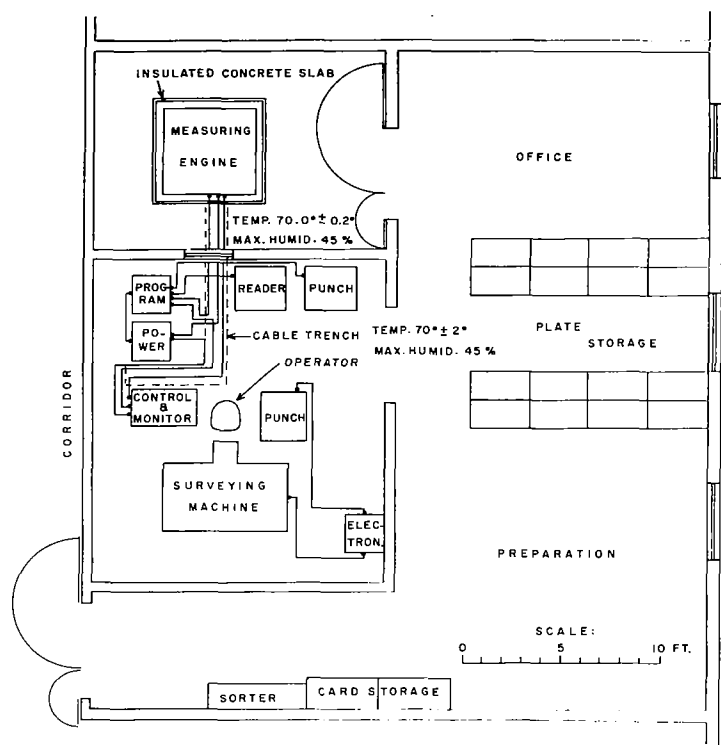 INSULATED CONCRETE SLAB
MEASURING
ENGINE
OFFICE
TEMP. 70.0° ± 0.2°
MAX. HUMID. 45 %
PROG
RAM
READER
PUNCH
PO-
WER
CABLE TRENCH
TEMP. 70° ± 2°
MAX. HUMID. 45 %
PLATE
STORAGE
OPERATOR
CONTROL
&
MONITOR
PUNCH
CORRIDOR
SURVEYING
MACHINE
ELEC-
TRON.
PREPARATION
SCALE:
0 5 10 FT.
SORTER
CARD STORAGE